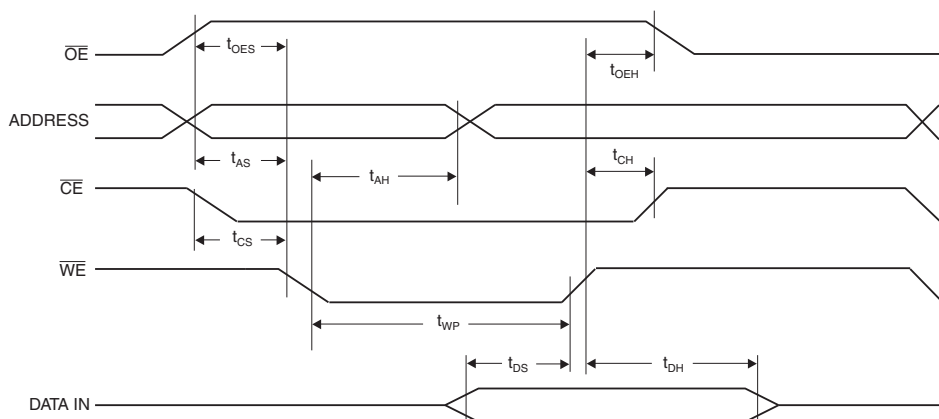 OE
tOES
tOEH
ADDRESS
tAS
tAH
tCH
CE
tCS
WE
tWP
tDS
tDH
DATA IN